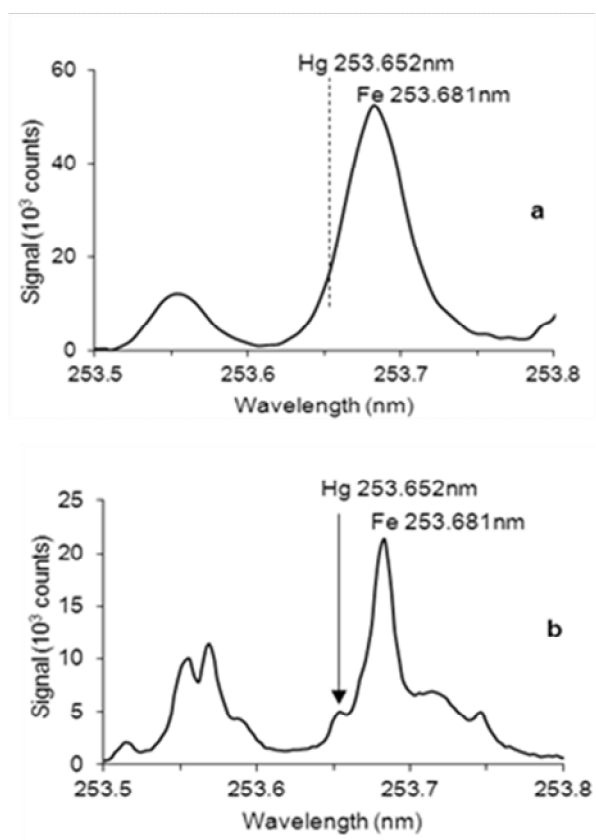 Hg 253.652nm
Fe 253.681nm
60
40
20
0
Signal (10³ counts)
a
253.5 253.6 253.7 253.8
Wavelength (nm)
Hg 253.652nm
Fe 253.681nm
25
20
15
10
5
0
Signal (10³ counts)
b
253.5 253.6 253.7 253.8
Wavelength (nm)